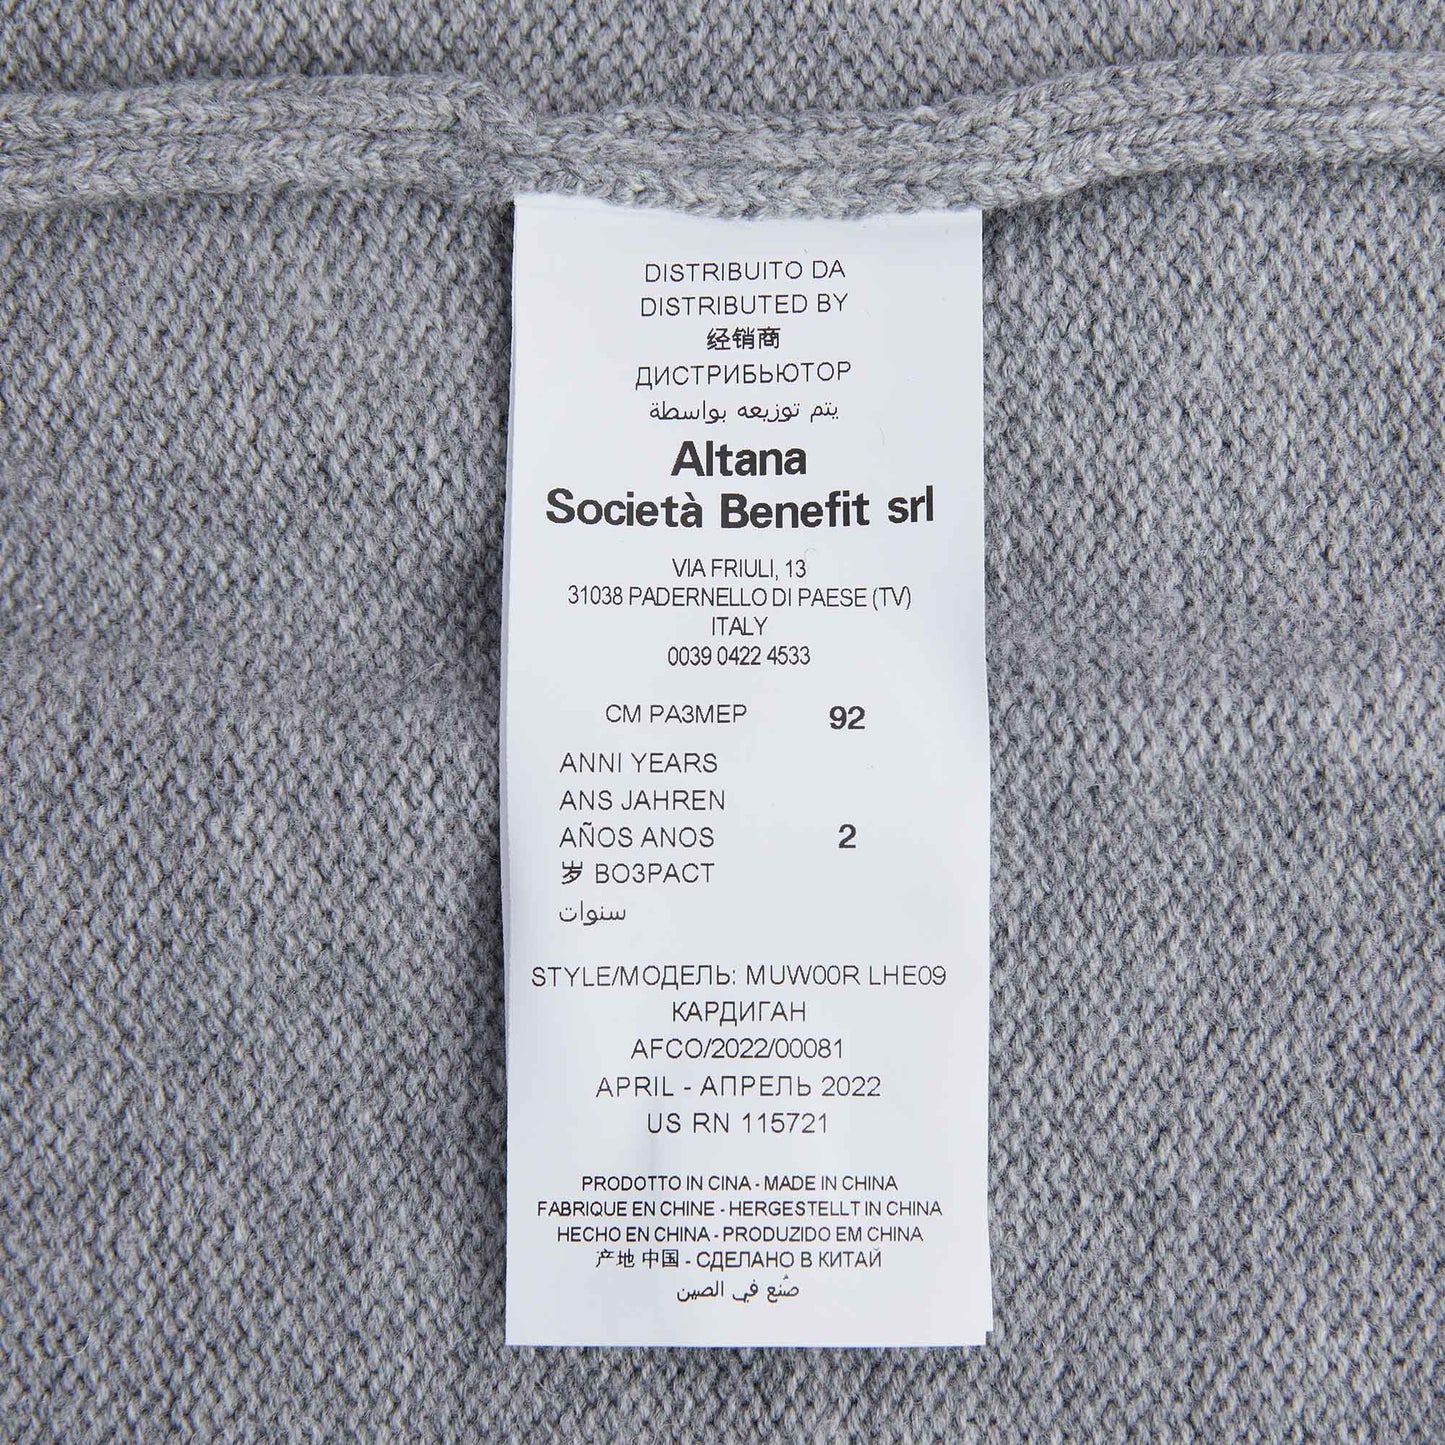 DISTRIBUITO DA
DISTRIBUTED BY
经销商
ДИСТРИБЬЮТОР
يتم توزيعه بواسطة
Altana
Società Benefit srl
VIA FRIULI, 13
31038 PADERNELLO DI PAESE (TV)
ITALY
0039 0422 4533
CM РАЗМЕР 92
ANNI YEARS
ANS JAHREN
AÑOS ANOS 2
岁 ВОЗРАСТ
سنوات
STYLE/МОДЕЛЬ: MUW00R LHE09
КАРДИГАН
AFCO/2022/00081
APRIL - АПРЕЛЬ 2022
US RN 115721
PRODOTTO IN CINA - MADE IN CHINA
FABRIQUE EN CHINE - HERGESTELLT IN CHINA
HECHO EN CHINA - PRODUZIDO EM CHINA
产地 中国 - СДЕЛАНО В КИТАЙ
صُنع في الصين